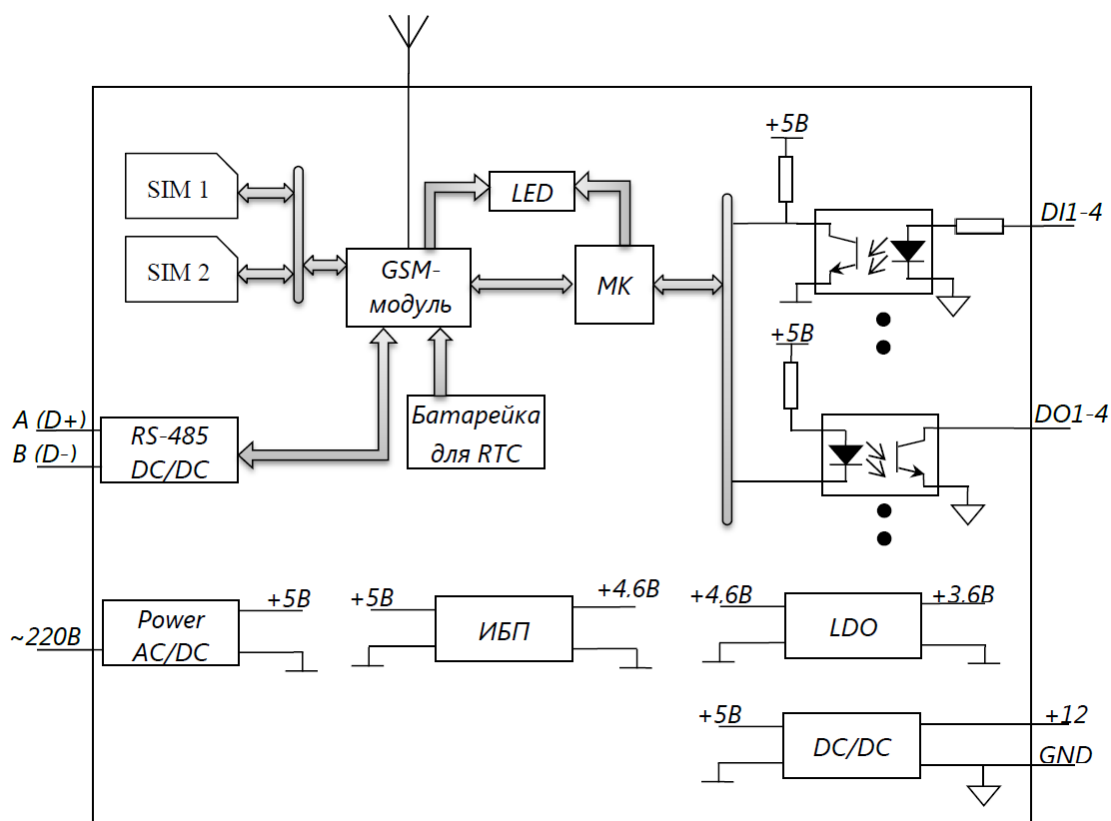 +5В
SIM 1
LED
DI1-4
SIM 2
GSM-
модуль
МК
+5В
A (D+)
B (D-)
RS-485
DC/DC
Батарейка
для RTC
DO1-4
~220В
Power
AC/DC
+5В
+5В
ИБП
+4.6В
+4.6В
LDO
+3.6В
+5В
DC/DC
+12
GND